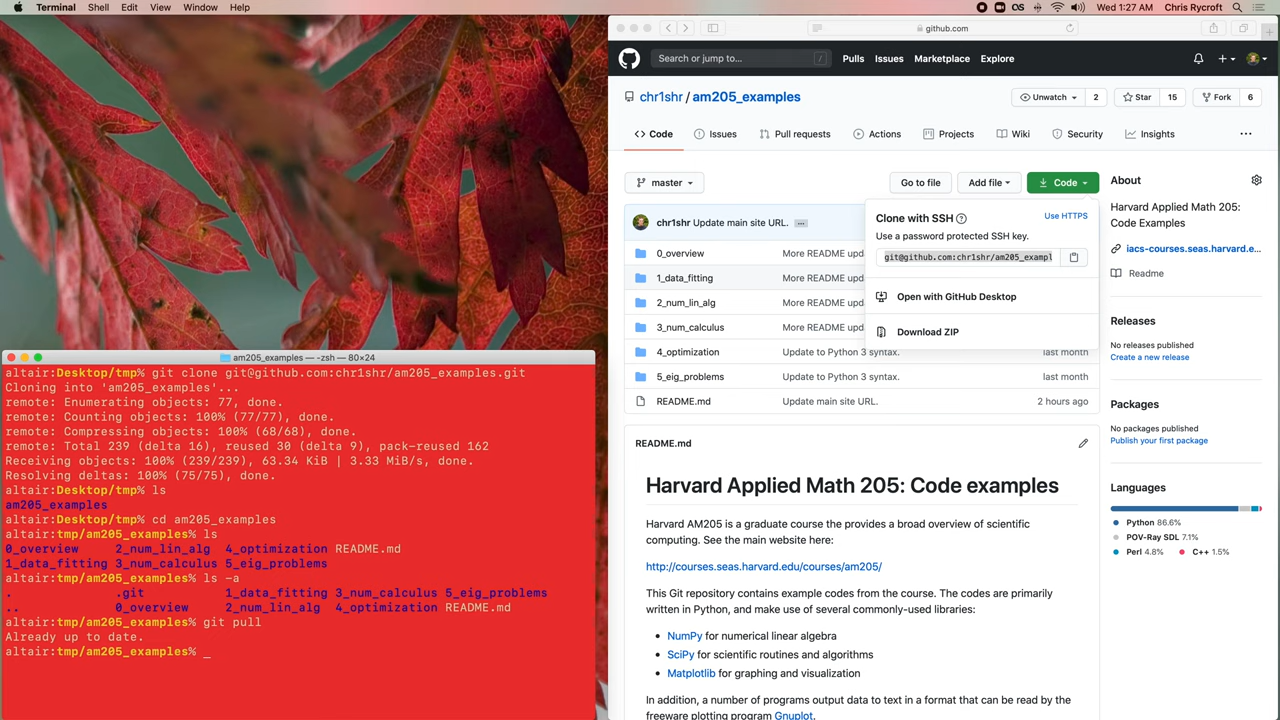 Terminal Shell Edit View Window Help
OS Wed 1:27 AM Chris Rycroft
github.com
Search or jump to... /
Pulls Issues Marketplace Explore
chr1shr / am205_examples
Unwatch 2 Star 15 Fork 6
Code Issues Pull requests Actions Projects Wiki Security Insights ...
master Go to file Add file Code
chr1shr Update main site URL. ...
0_overview More README upd
1_data_fitting More README upd
2_num_lin_alg More README upd
3_num_calculus More README upd
4_optimization Update to Python 3 syntax. last month
5_eig_problems Update to Python 3 syntax. last month
README.md Update main site URL. 2 hours ago
Clone with SSH ? Use HTTPS
Use a password protected SSH key.
git@github.com:chr1shr/am205_exampl
Open with GitHub Desktop
Download ZIP
About
Harvard Applied Math 205:
Code Examples
iacs-courses.seas.harvard.e...
Readme
Releases
No releases published
Create a new release
Packages
No packages published
Publish your first package
Languages
Python 86.6%
POV-Ray SDL 7.1%
Perl 4.8% C++ 1.5%
README.md
Harvard Applied Math 205: Code examples
Harvard AM205 is a graduate course the provides a broad overview of scientific
computing. See the main website here:
http://courses.seas.harvard.edu/courses/am205/
This Git repository contains example codes from the course. The codes are primarily
written in Python, and make use of several commonly-used libraries:
• NumPy for numerical linear algebra
• SciPy for scientific routines and algorithms
• Matplotlib for graphing and visualization
In addition, a number of programs output data to text in a format that can be read by the
freeware plotting program Gnuplot.
am205_examples — -zsh — 80×24
altair:Desktop/tmp% git clone git@github.com:chr1shr/am205_examples.git
Cloning into 'am205_examples'...
remote: Enumerating objects: 77, done.
remote: Counting objects: 100% (77/77), done.
remote: Compressing objects: 100% (68/68), done.
remote: Total 239 (delta 16), reused 30 (delta 9), pack-reused 162
Receiving objects: 100% (239/239), 63.34 KiB | 3.33 MiB/s, done.
Resolving deltas: 100% (75/75), done.
altair:Desktop/tmp% ls
am205_examples
altair:Desktop/tmp% cd am205_examples
altair:tmp/am205_examples% ls
0_overview 2_num_lin_alg 4_optimization README.md
1_data_fitting 3_num_calculus 5_eig_problems
altair:tmp/am205_examples% ls -a
. .git 1_data_fitting 3_num_calculus 5_eig_problems
.. 0_overview 2_num_lin_alg 4_optimization README.md
altair:tmp/am205_examples% git pull
Already up to date.
altair:tmp/am205_examples% _